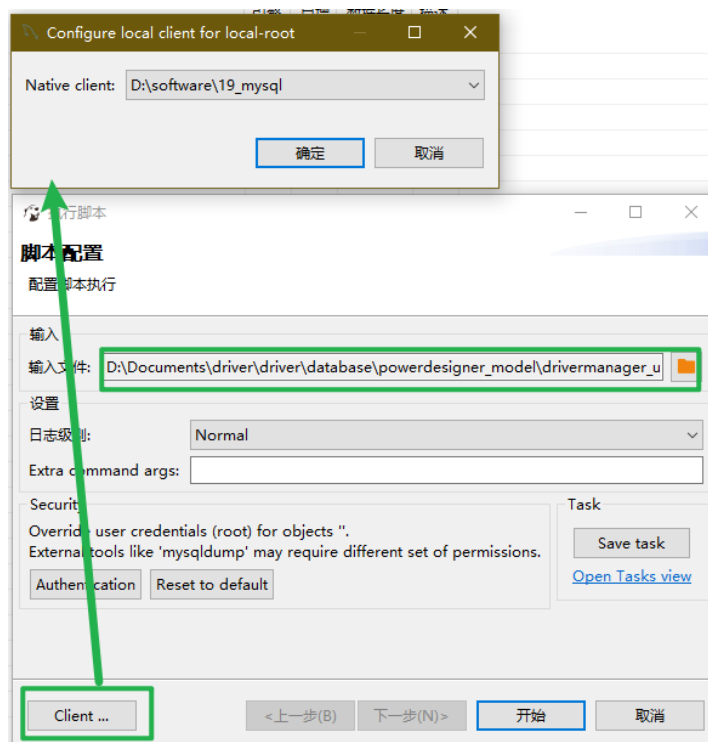 Configure local client for local-root
Native client: D:\software\19_mysql
确定 取消
行脚本
脚本配置
配置脚本执行
输入
输入文件: D:\Documents\driver\driver\database\powerdesigner_model\drivermanager_u
设置
日志级别: Normal
Extra command args:
Security
Task
Override user credentials (root) for objects ''.
External tools like 'mysqldump' may require different set of permissions.
Save task
Authentication Reset to default
Open Tasks view
Client ... <上一步(B) 下一步(N)> 开始 取消